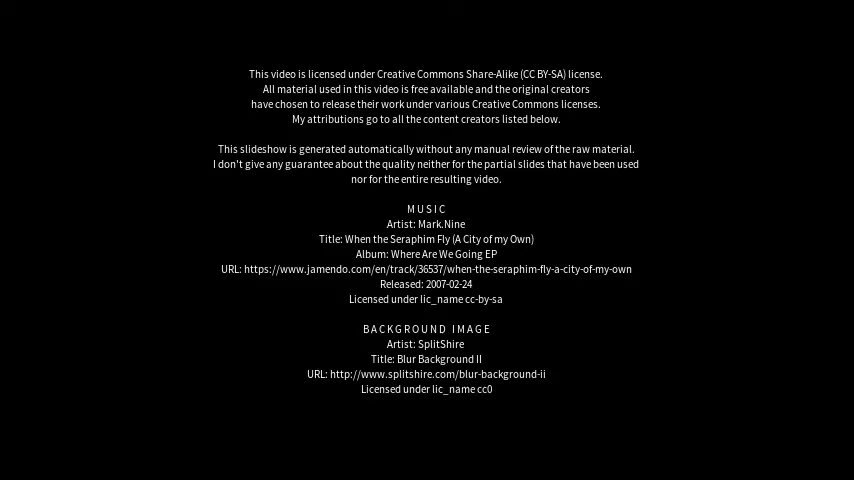 This video is licensed under Creative Commons Share-Alike (CC BY-SA) license.
All material used in this video is free available and the original creators
have chosen to release their work under various Creative Commons licenses.
My attributions go to all the content creators listed below.
This slideshow is generated automatically without any manual review of the raw material.
I don't give any guarantee about the quality neither for the partial slides that have been used
nor for the entire resulting video.
M U S I C
Artist: Mark.Nine
Title: When the Seraphim Fly (A City of my Own)
Album: Where Are We Going EP
URL: https://www.jamendo.com/en/track/36537/when-the-seraphim-fly-a-city-of-my-own
Released: 2007-02-24
Licensed under lic_name cc-by-sa
B A C K G R O U N D   I M A G E
Artist: SplitShire
Title: Blur Background II
URL: http://www.splitshire.com/blur-background-ii
Licensed under lic_name cc0